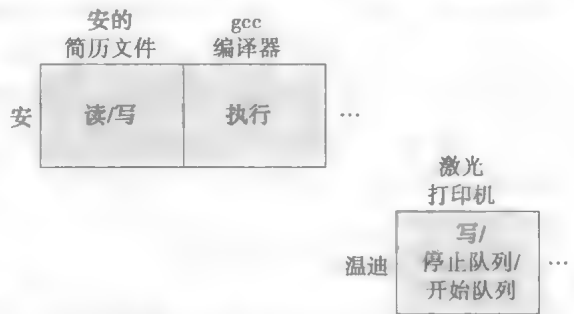 安的
简历文件
gcc
编译器
安
读/写
执行
…
激光
打印机
温迪
写/
停止队列/
开始队列
…